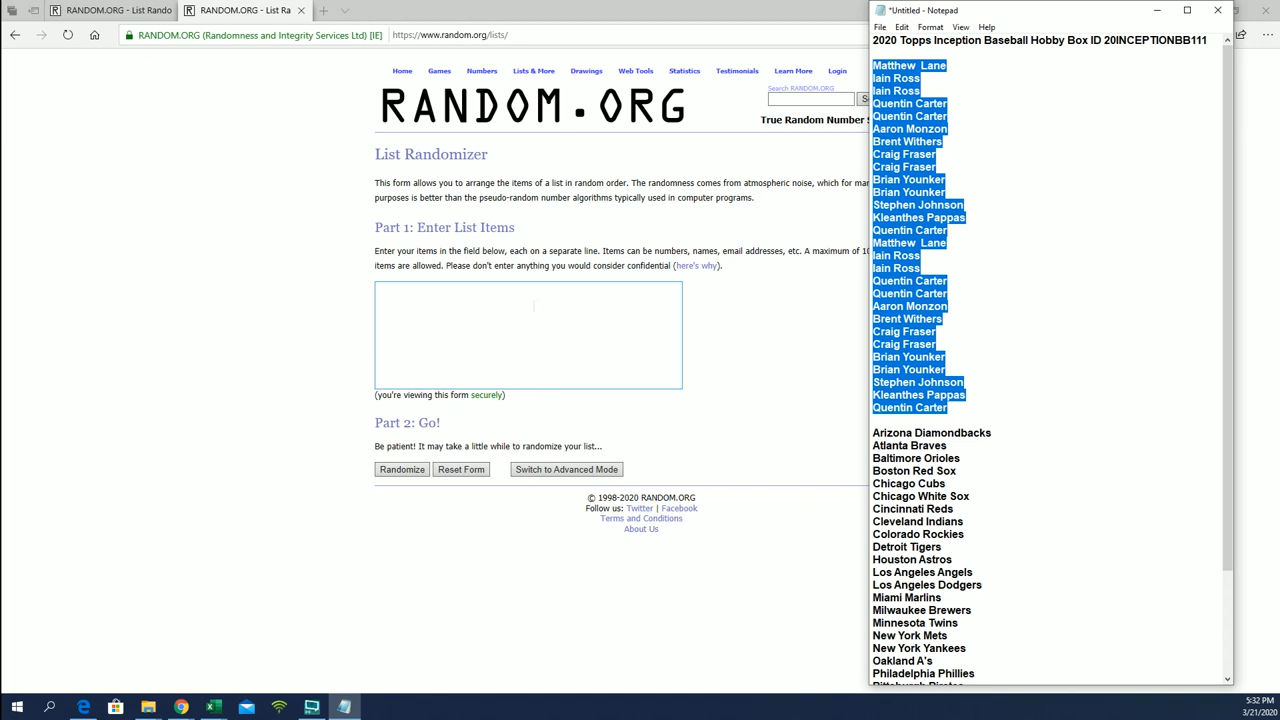 RANDOM.ORG - List Rando
RANDOM.ORG - List Ra
RANDOM.ORG (Randomness and Integrity Services Ltd) [IE]
https://www.random.org/lists/
Home Games Numbers Lists & More Drawings Web Tools Statistics Testimonials Learn More Login
RANDOM.ORG
Search RANDOM.ORG
True Random Number
List Randomizer
This form allows you to arrange the items of a list in random order. The randomness comes from atmospheric noise, which for mar
purposes is better than the pseudo-random number algorithms typically used in computer programs.
Part 1: Enter List Items
Enter your items in the field below, each on a separate line. Items can be numbers, names, email addresses, etc. A maximum of 10
items are allowed. Please don't enter anything you would consider confidential (here's why).
(you're viewing this form securely)
Part 2: Go!
Be patient! It may take a little while to randomize your list...
Randomize Reset Form Switch to Advanced Mode
© 1998-2020 RANDOM.ORG
Follow us: Twitter | Facebook
Terms and Conditions
About Us
*Untitled - Notepad
File Edit Format View Help
2020 Topps Inception Baseball Hobby Box ID 20INCEPTIONBB111
Matthew  Lane
Iain Ross
Iain Ross
Quentin Carter
Quentin Carter
Aaron Monzon
Brent Withers
Craig Fraser
Craig Fraser
Brian Younker
Brian Younker
Stephen Johnson
Kleanthes Pappas
Quentin Carter
Matthew  Lane
Iain Ross
Iain Ross
Quentin Carter
Quentin Carter
Aaron Monzon
Brent Withers
Craig Fraser
Craig Fraser
Brian Younker
Brian Younker
Stephen Johnson
Kleanthes Pappas
Quentin Carter
Arizona Diamondbacks
Atlanta Braves
Baltimore Orioles
Boston Red Sox
Chicago Cubs
Chicago White Sox
Cincinnati Reds
Cleveland Indians
Colorado Rockies
Detroit Tigers
Houston Astros
Los Angeles Angels
Los Angeles Dodgers
Miami Marlins
Milwaukee Brewers
Minnesota Twins
New York Mets
New York Yankees
Oakland A's
Philadelphia Phillies
Pittsburgh Pirates
5:32 PM
3/21/2020